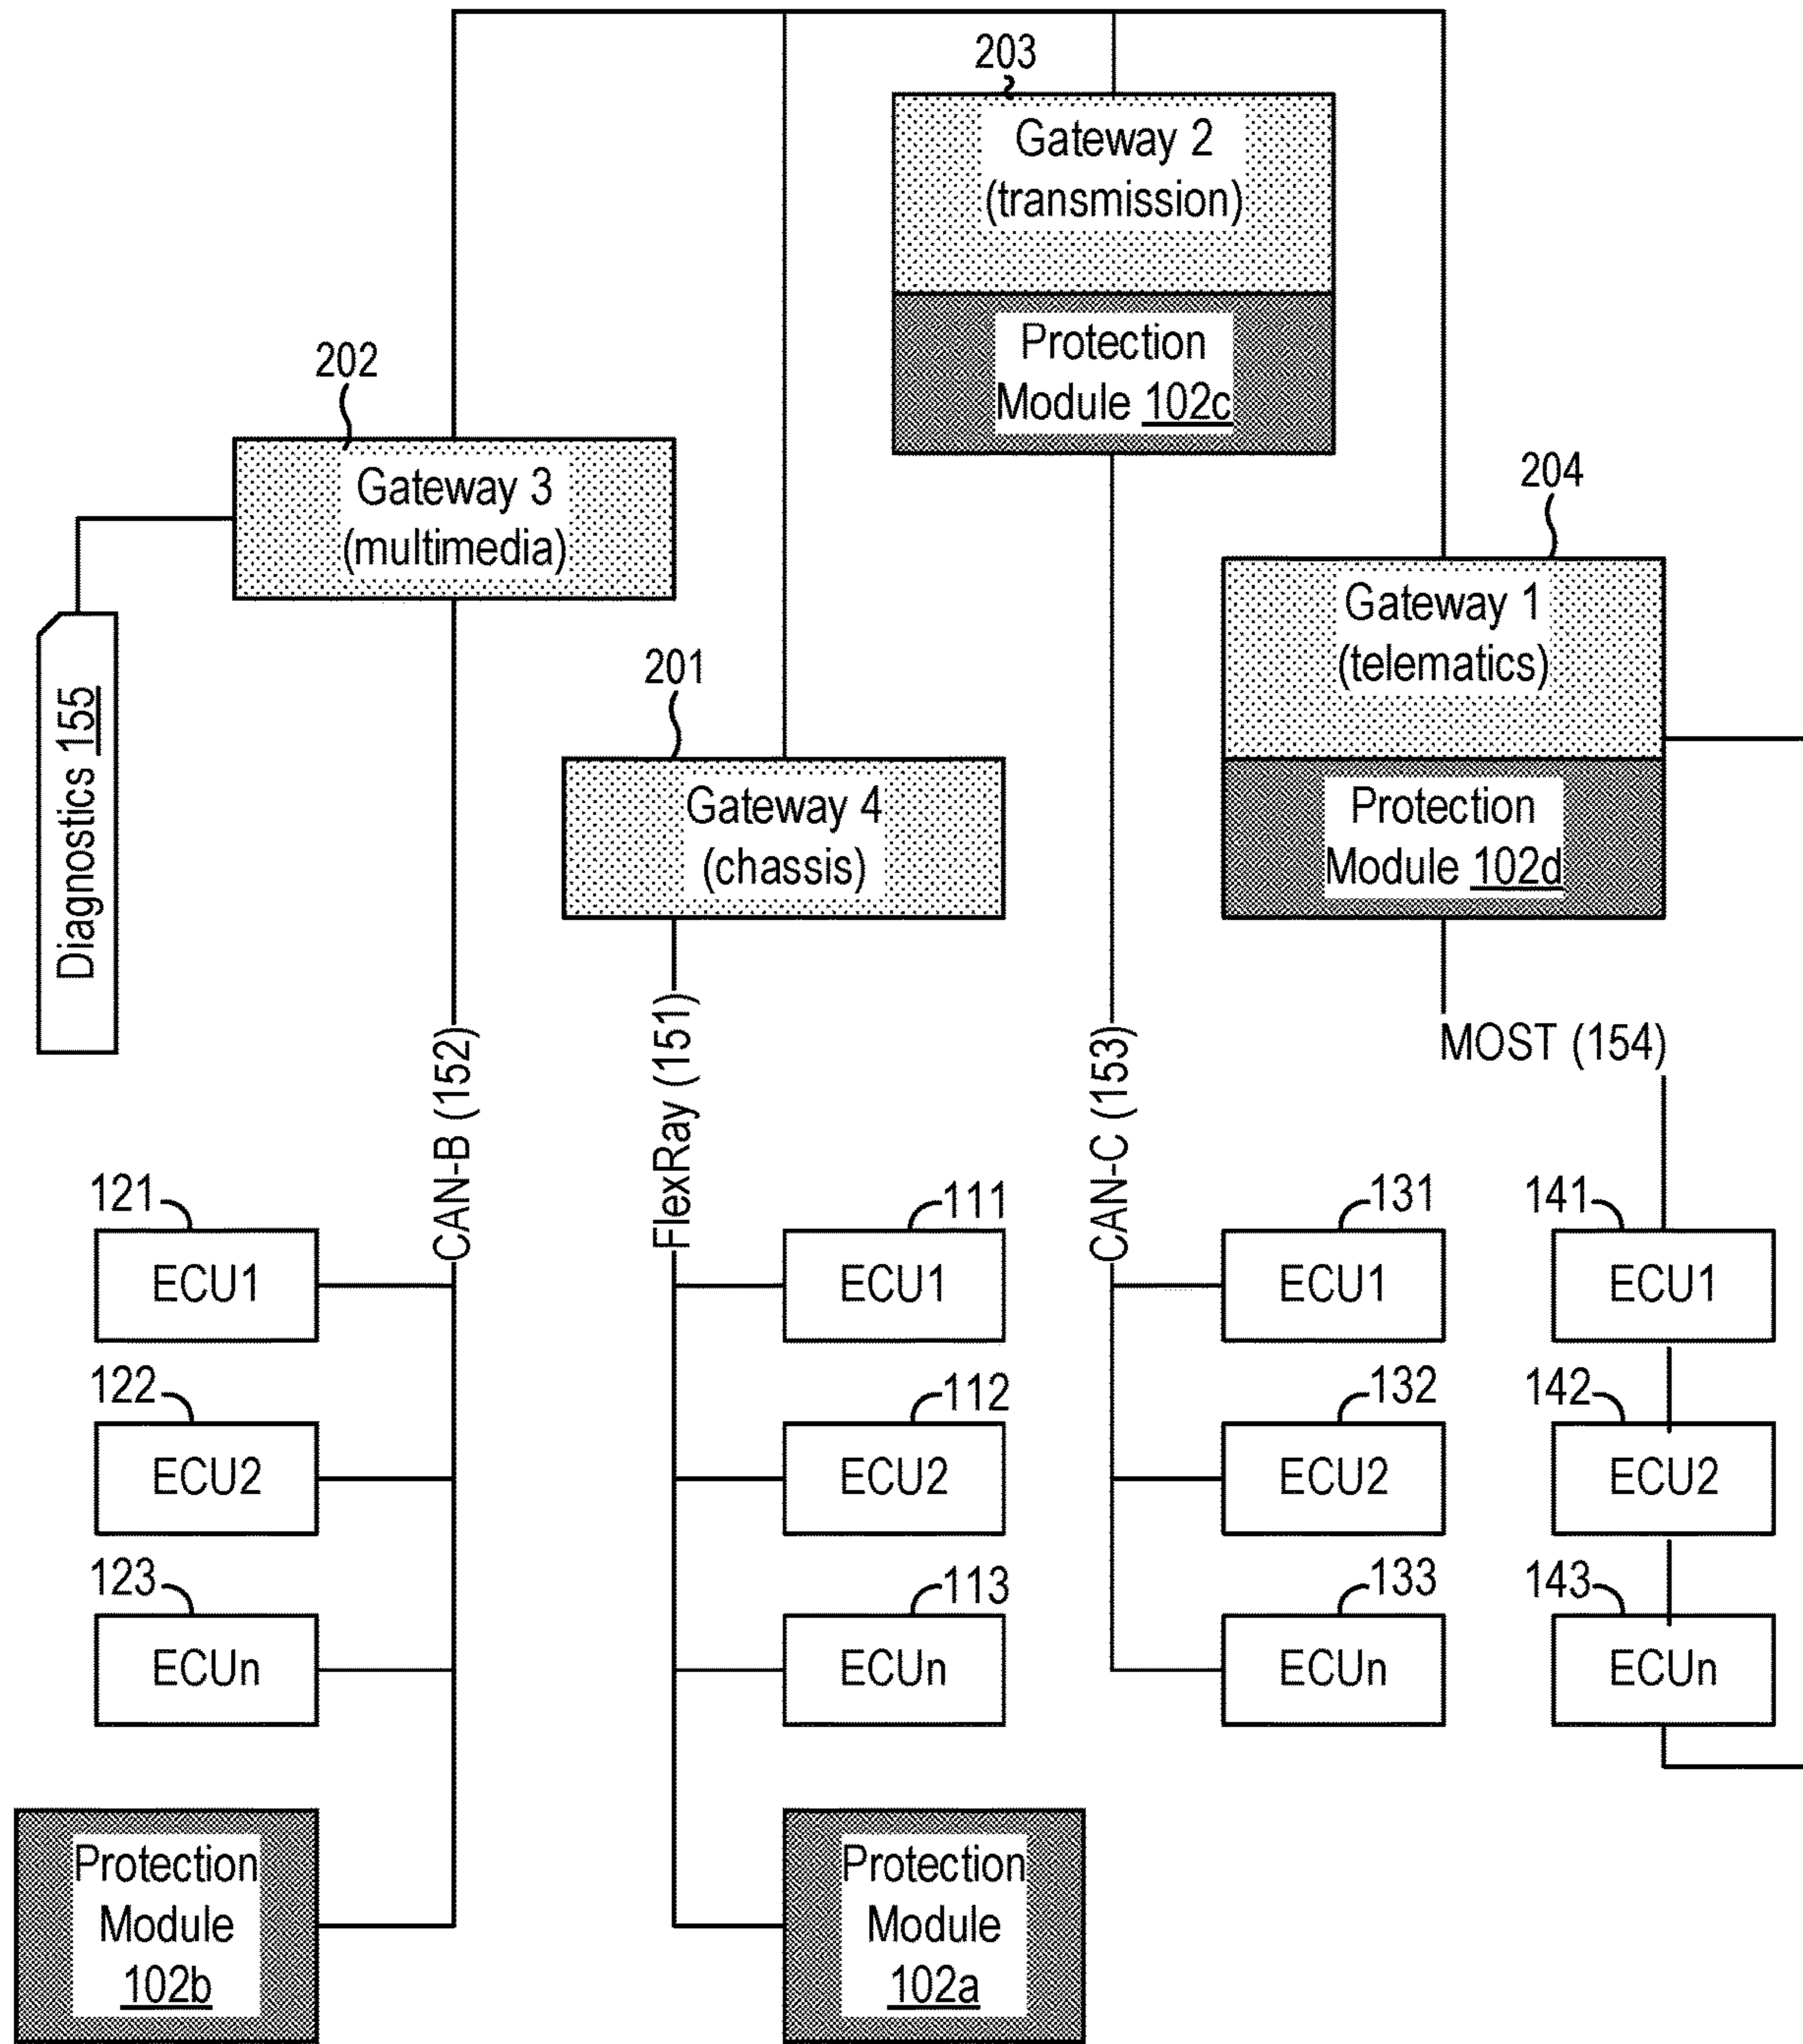 203
Gateway 2
(transmission)
Protection
Module 102c
202
Gateway 3
(multimedia)
204
Gateway 1
(telematics)
Protection
Module 102d
Diagnostics 155
201
Gateway 4
(chassis)
CAN-B (152)
FlexRay (151)
CAN-C (153)
MOST (154)
121
ECU1
111
ECU1
131
ECU1
141
ECU1
122
ECU2
112
ECU2
132
ECU2
142
ECU2
123
ECUn
113
ECUn
133
ECUn
143
ECUn
Protection
Module
102b
Protection
Module
102a